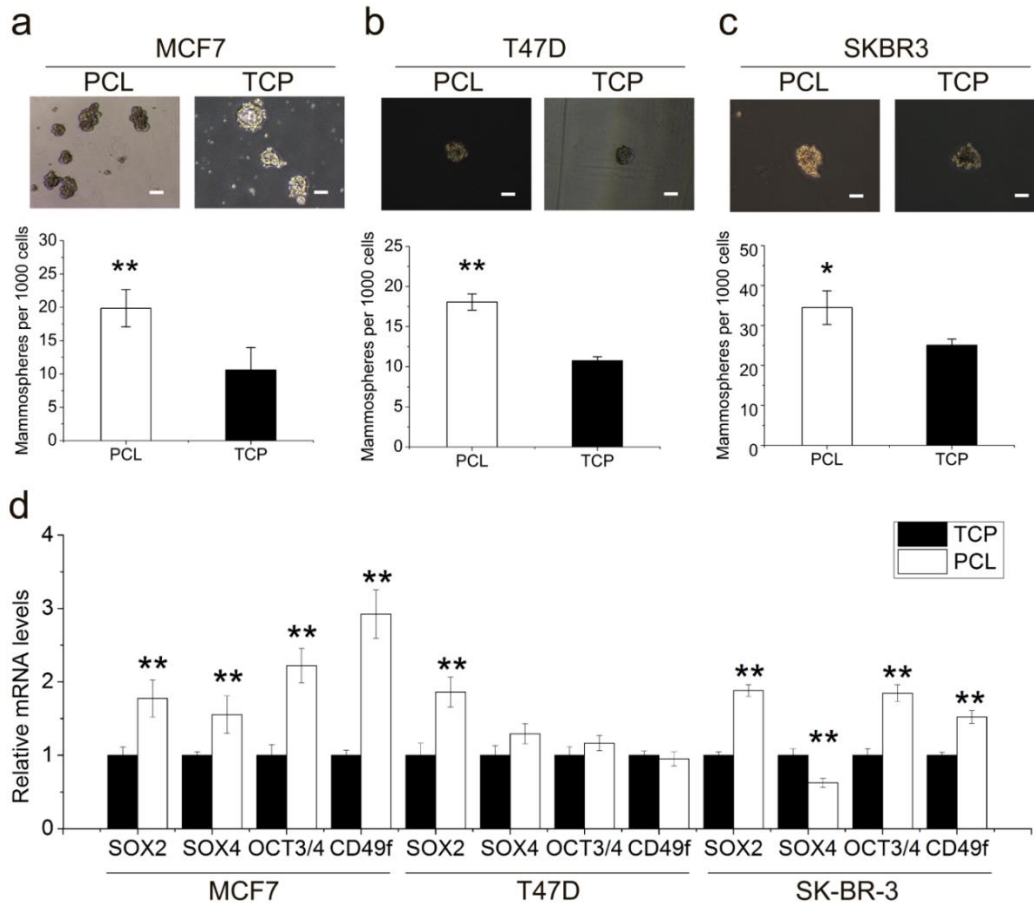 a
MCF7
PCL TCP
b
T47D
PCL TCP
c
SKBR3
PCL TCP
Mammospheres per 1000 cells
30
25
20
15
10
5
0
**
PCL TCP
Mammospheres per 1000 cells
25
20
15
10
5
0
**
PCL TCP
Mammospheres per 1000 cells
50
40
30
30
20
10
0
*
PCL TCP
d
Relative mRNA levels
4
3
2
1
0
TCP
PCL
** ** ** ** ** ** ** ** **
SOX2 SOX4 OCT3/4 CD49f SOX2 SOX4 OCT3/4 CD49f SOX2 SOX4 OCT3/4 CD49f
MCF7 T47D SK-BR-3